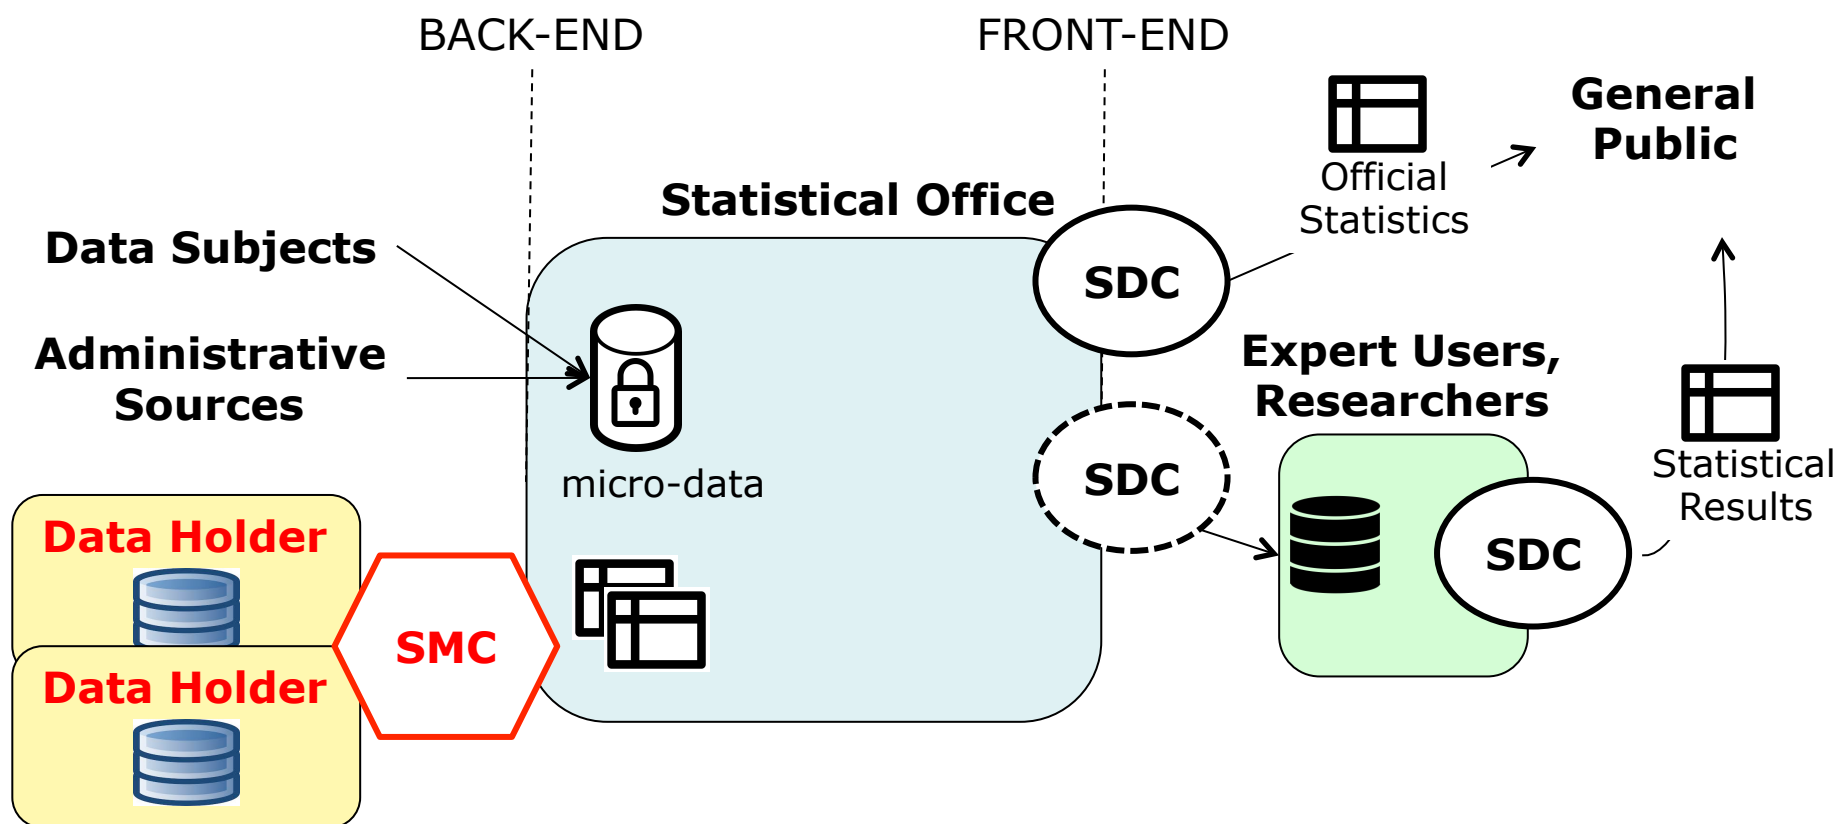 BACK-END
FRONT-END
General
Public
Official
Statistics
Statistical Office
Data Subjects
SDC
Administrative
Sources
Expert Users,
Researchers
micro-data
SDC
Statistical
Results
Data Holder
SDC
SMC
Data Holder